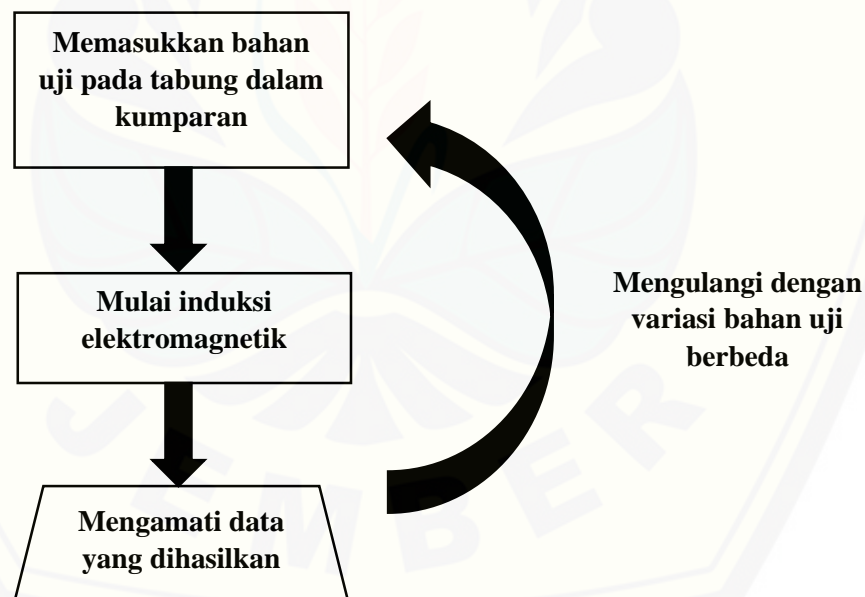 Memasukkan bahan
uji pada tabung dalam
kumparan
Mulai induksi
elektromagnetik
Mengulangi dengan
variasi bahan uji
berbeda
Mengamati data
yang dihasilkan
JEMBER